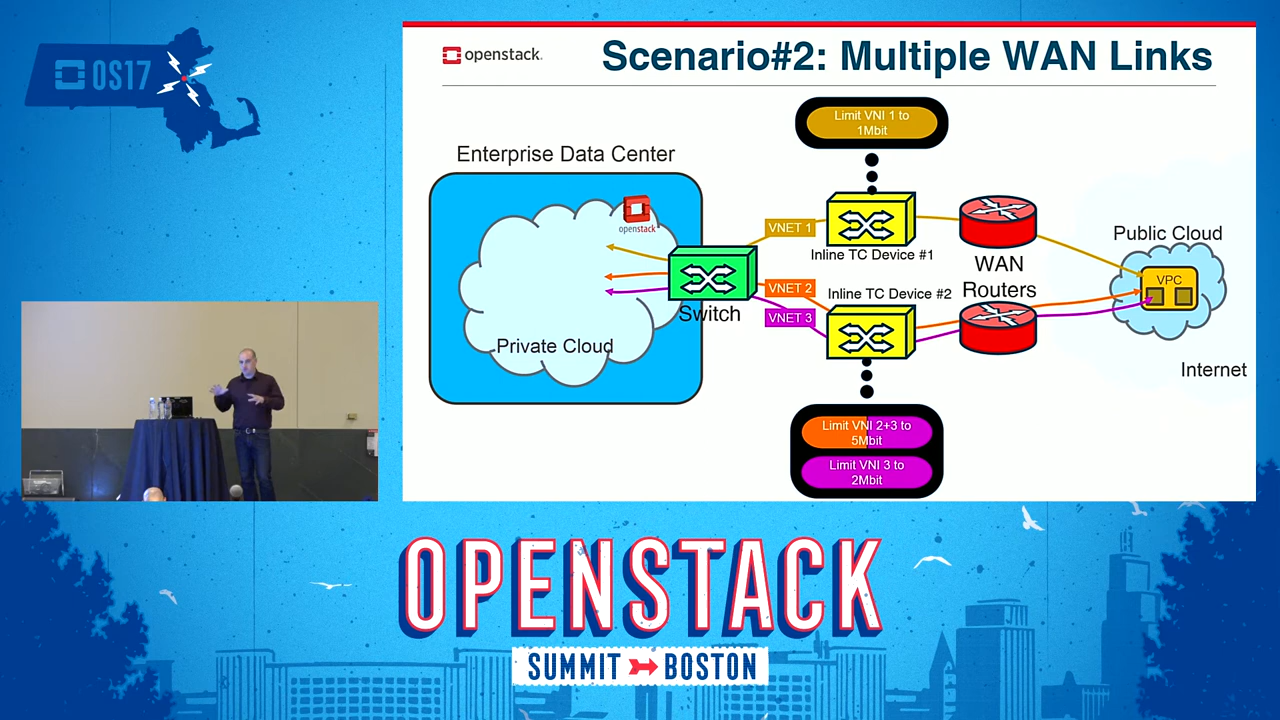 OS17
openstack.
Scenario#2: Multiple WAN Links
Limit VNI 1 to
1Mbit
Enterprise Data Center
openstack
VNET 1
Inline TC Device #1
WAN
Routers
Public Cloud
VPC
VNET 2
Inline TC Device #2
VNET 3
Switch
Private Cloud
Internet
Limit VNI 2+3 to
5Mbit
Limit VNI 3 to
2Mbit
OPENSTACK
SUMMIT BOSTON